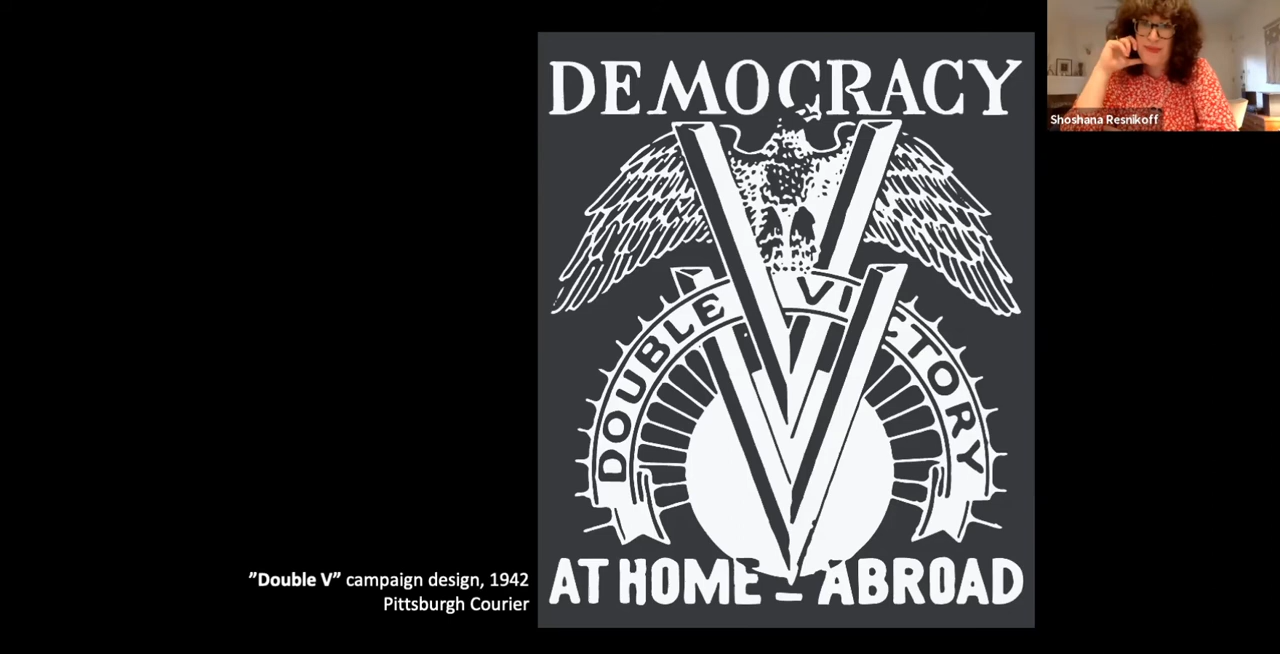 Shoshana Resnikoff
DEMOCRACY
DOUBLE VICTORY
AT HOME - ABROAD
”Double V” campaign design, 1942
Pittsburgh Courier